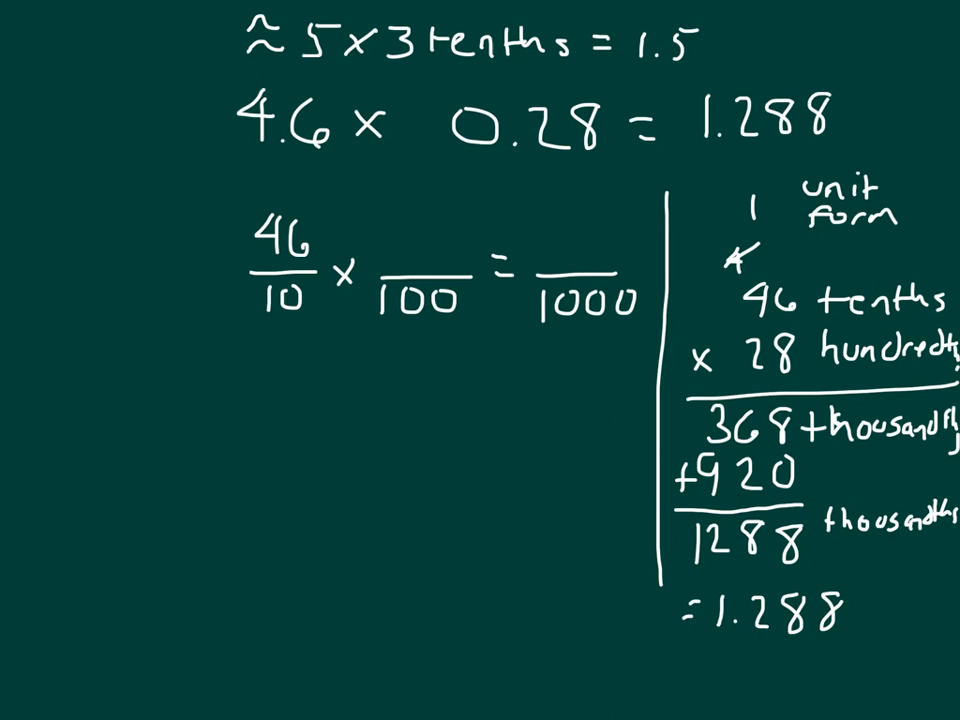 ≈ 5 x 3 tenths = 1.5
4.6 x 0.28 = 1.288
46/10 x /100 = /1000
1 unit
form
4
46 tenths
x 28 hundredths
368 thousandths
+920
1288 thousandths
= 1.288